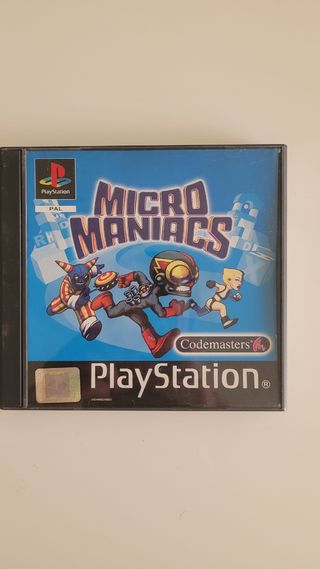 PlayStation
PAL
MICRO
MANIACS
Codemasters
PlayStation®